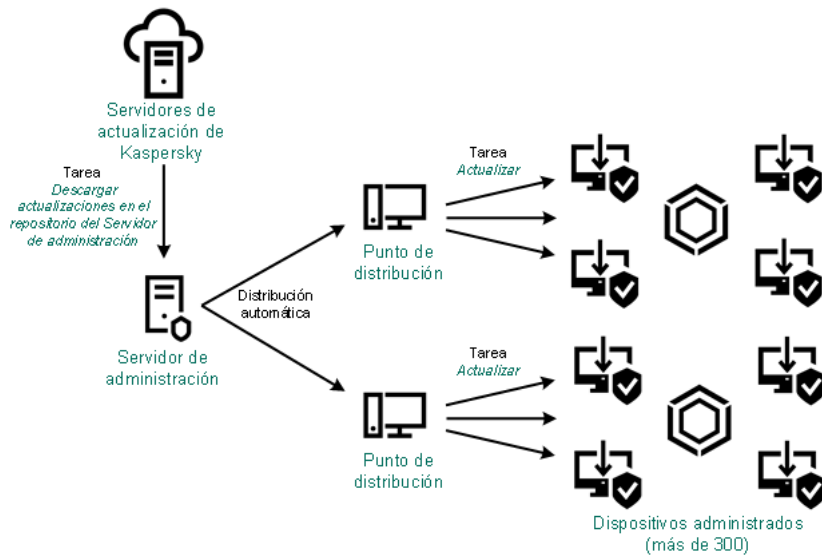 Servidores de
actualización de
Kaspersky
Tarea
Descargar
actualizaciones en el
repositorio del Servidor
de administración
Servidor de
administración
Distribución
automática
Tarea
Actualizar
Punto de
distribución
Tarea
Actualizar
Punto de
distribución
Dispositivos administrados
(más de 300)